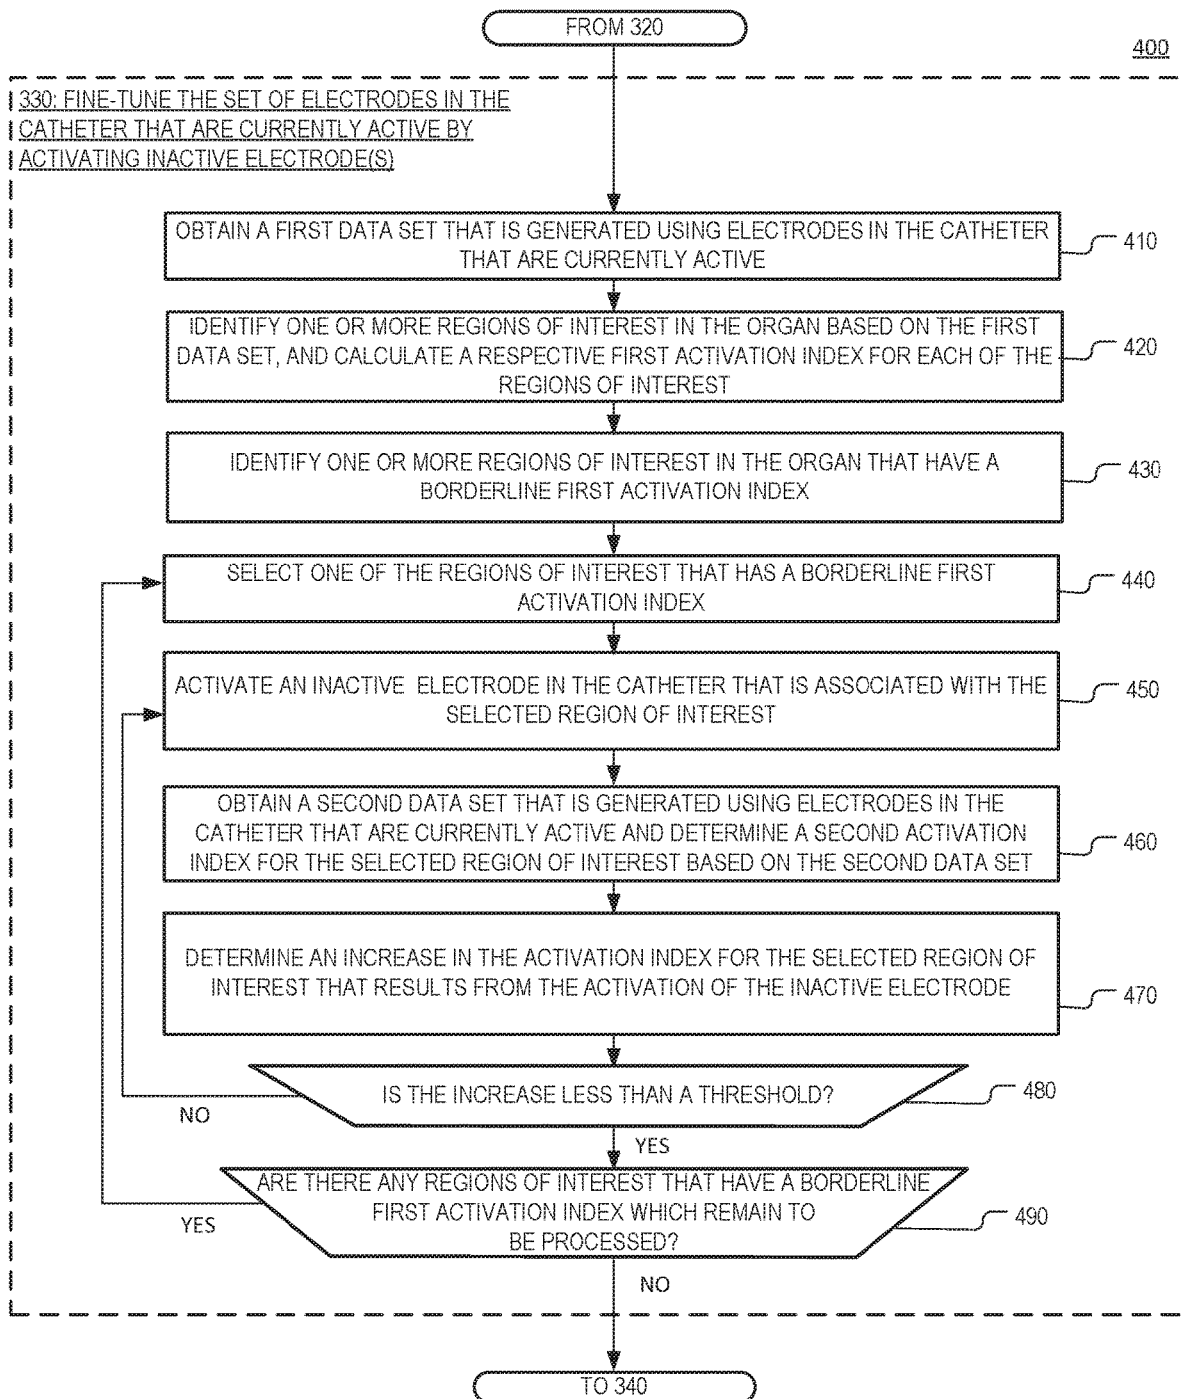 FROM 320
400
330: FINE-TUNE THE SET OF ELECTRODES IN THE
CATHETER THAT ARE CURRENTLY ACTIVE BY
ACTIVATING INACTIVE ELECTRODE(S)
OBTAIN A FIRST DATA SET THAT IS GENERATED USING ELECTRODES IN THE CATHETER
THAT ARE CURRENTLY ACTIVE
410
IDENTIFY ONE OR MORE REGIONS OF INTEREST IN THE ORGAN BASED ON THE FIRST
DATA SET, AND CALCULATE A RESPECTIVE FIRST ACTIVATION INDEX FOR EACH OF THE
REGIONS OF INTEREST
420
IDENTIFY ONE OR MORE REGIONS OF INTEREST IN THE ORGAN THAT HAVE A
BORDERLINE FIRST ACTIVATION INDEX
430
SELECT ONE OF THE REGIONS OF INTEREST THAT HAS A BORDERLINE FIRST
ACTIVATION INDEX
440
ACTIVATE AN INACTIVE ELECTRODE IN THE CATHETER THAT IS ASSOCIATED WITH THE
SELECTED REGION OF INTEREST
450
OBTAIN A SECOND DATA SET THAT IS GENERATED USING ELECTRODES IN THE
CATHETER THAT ARE CURRENTLY ACTIVE AND DETERMINE A SECOND ACTIVATION
INDEX FOR THE SELECTED REGION OF INTEREST BASED ON THE SECOND DATA SET
460
DETERMINE AN INCREASE IN THE ACTIVATION INDEX FOR THE SELECTED REGION OF
INTEREST THAT RESULTS FROM THE ACTIVATION OF THE INACTIVE ELECTRODE
470
IS THE INCREASE LESS THAN A THRESHOLD?
480
NO
YES
ARE THERE ANY REGIONS OF INTEREST THAT HAVE A BORDERLINE
FIRST ACTIVATION INDEX WHICH REMAIN TO
BE PROCESSED?
490
YES
NO
TO 340